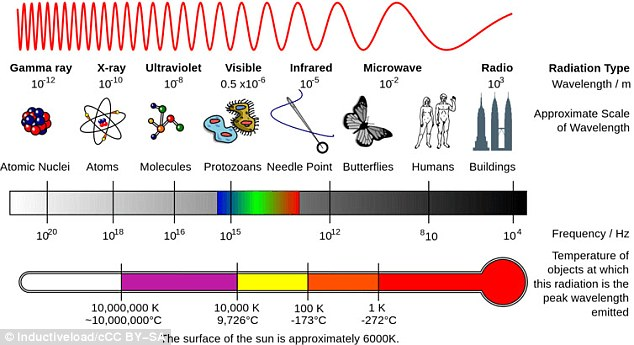 Gamma ray X-ray Ultraviolet Visible Infrared Microwave Radio Radiation Type
10-12 10-10 10-8 0.5 x10-6 10-5 10-2 103 Wavelength / m
Approximate Scale
of Wavelength
Atomic Nuclei Atoms Molecules Protozoans Needle Point Butterflies Humans Buildings
1020 1018 1016 1015 1012 810 104 Frequency / Hz
Temperature of
objects at which
this radiation is the
peak wavelength
emitted
10,000,000 K 10,000 K 100 K 1 K
~10,000,000°C 9,726°C -173°C -272°C
© Inductiveload/cCC BY-SA
The surface of the sun is approximately 6000K.